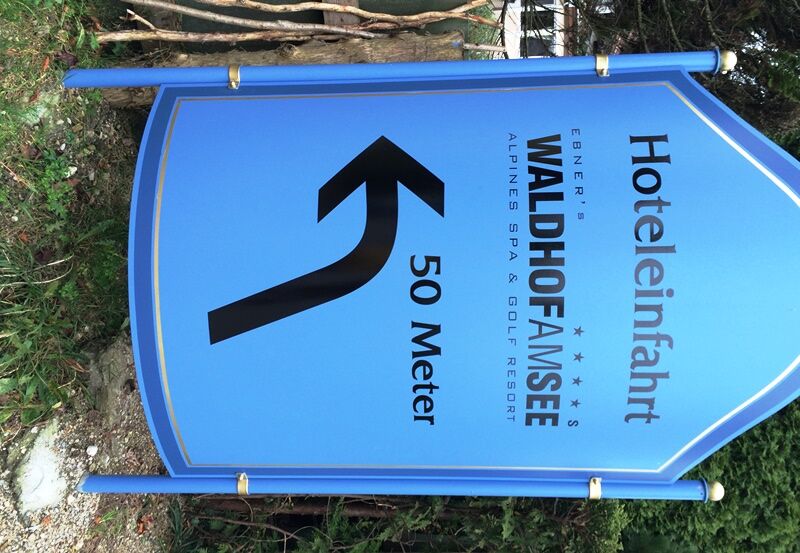 Hoteleinfahrt
EBNER'S ★★★★S
WALDHOFAMSEE
ALPINES SPA & GOLF RESORT
50 Meter